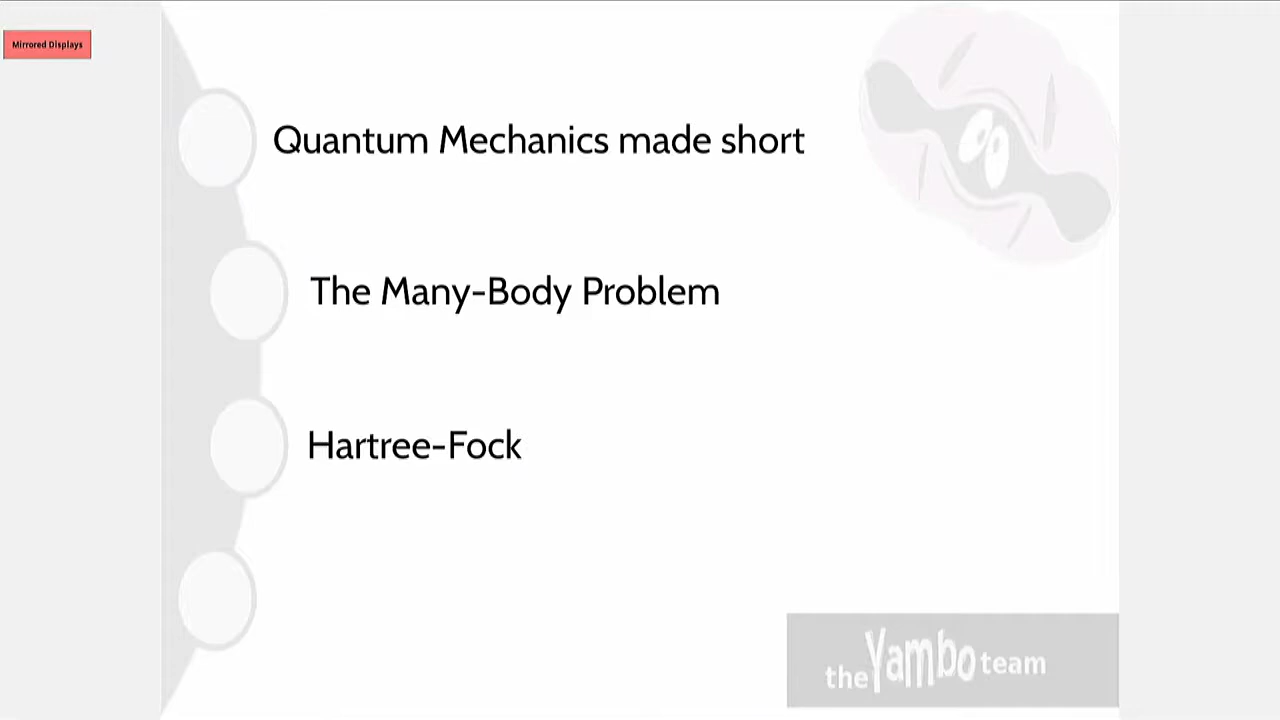 Mirrored Displays
Quantum Mechanics made short
The Many-Body Problem
Hartree-Fock
the Yambo team